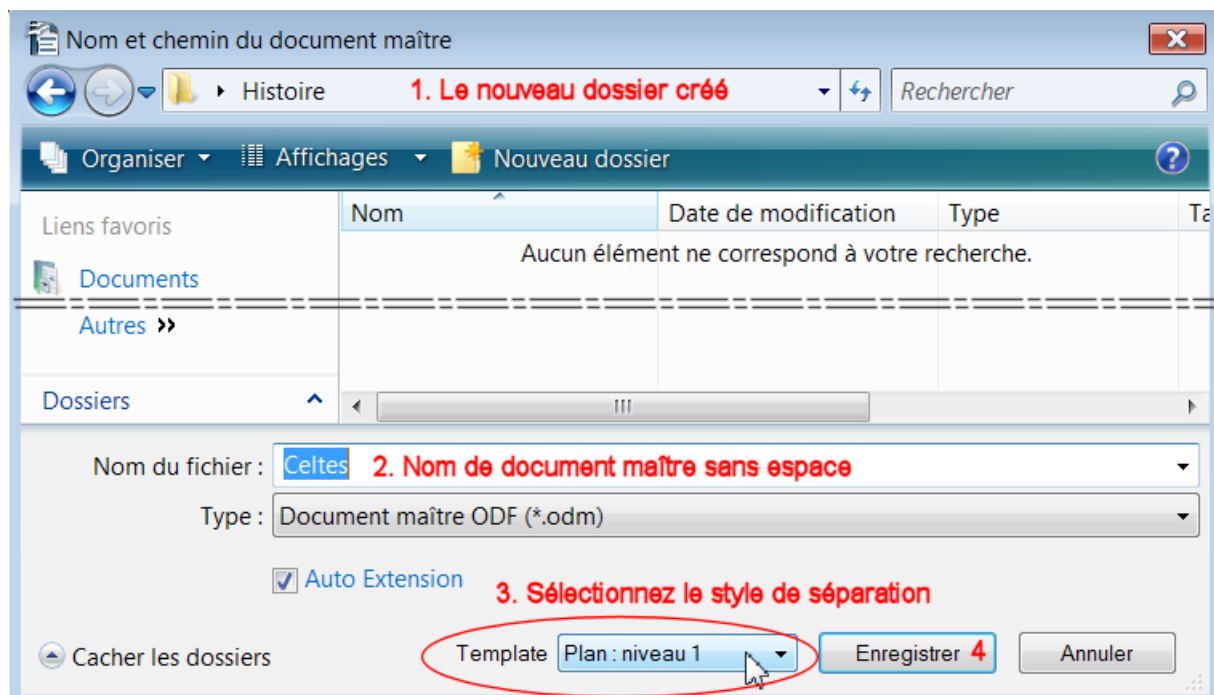 Nom et chemin du document maître
Histoire 1. Le nouveau dossier créé Rechercher
Organiser Affichages Nouveau dossier
Liens favoris Nom Date de modification Type Ta
Aucun élément ne correspond à votre recherche.
Documents
Autres
Dossiers
Nom du fichier : Celtes 2. Nom de document maître sans espace
Type : Document maître ODF (*.odm)
Auto Extension
3. Sélectionnez le style de séparation
Cacher les dossiers Template Plan : niveau 1 Enregistrer 4 Annuler